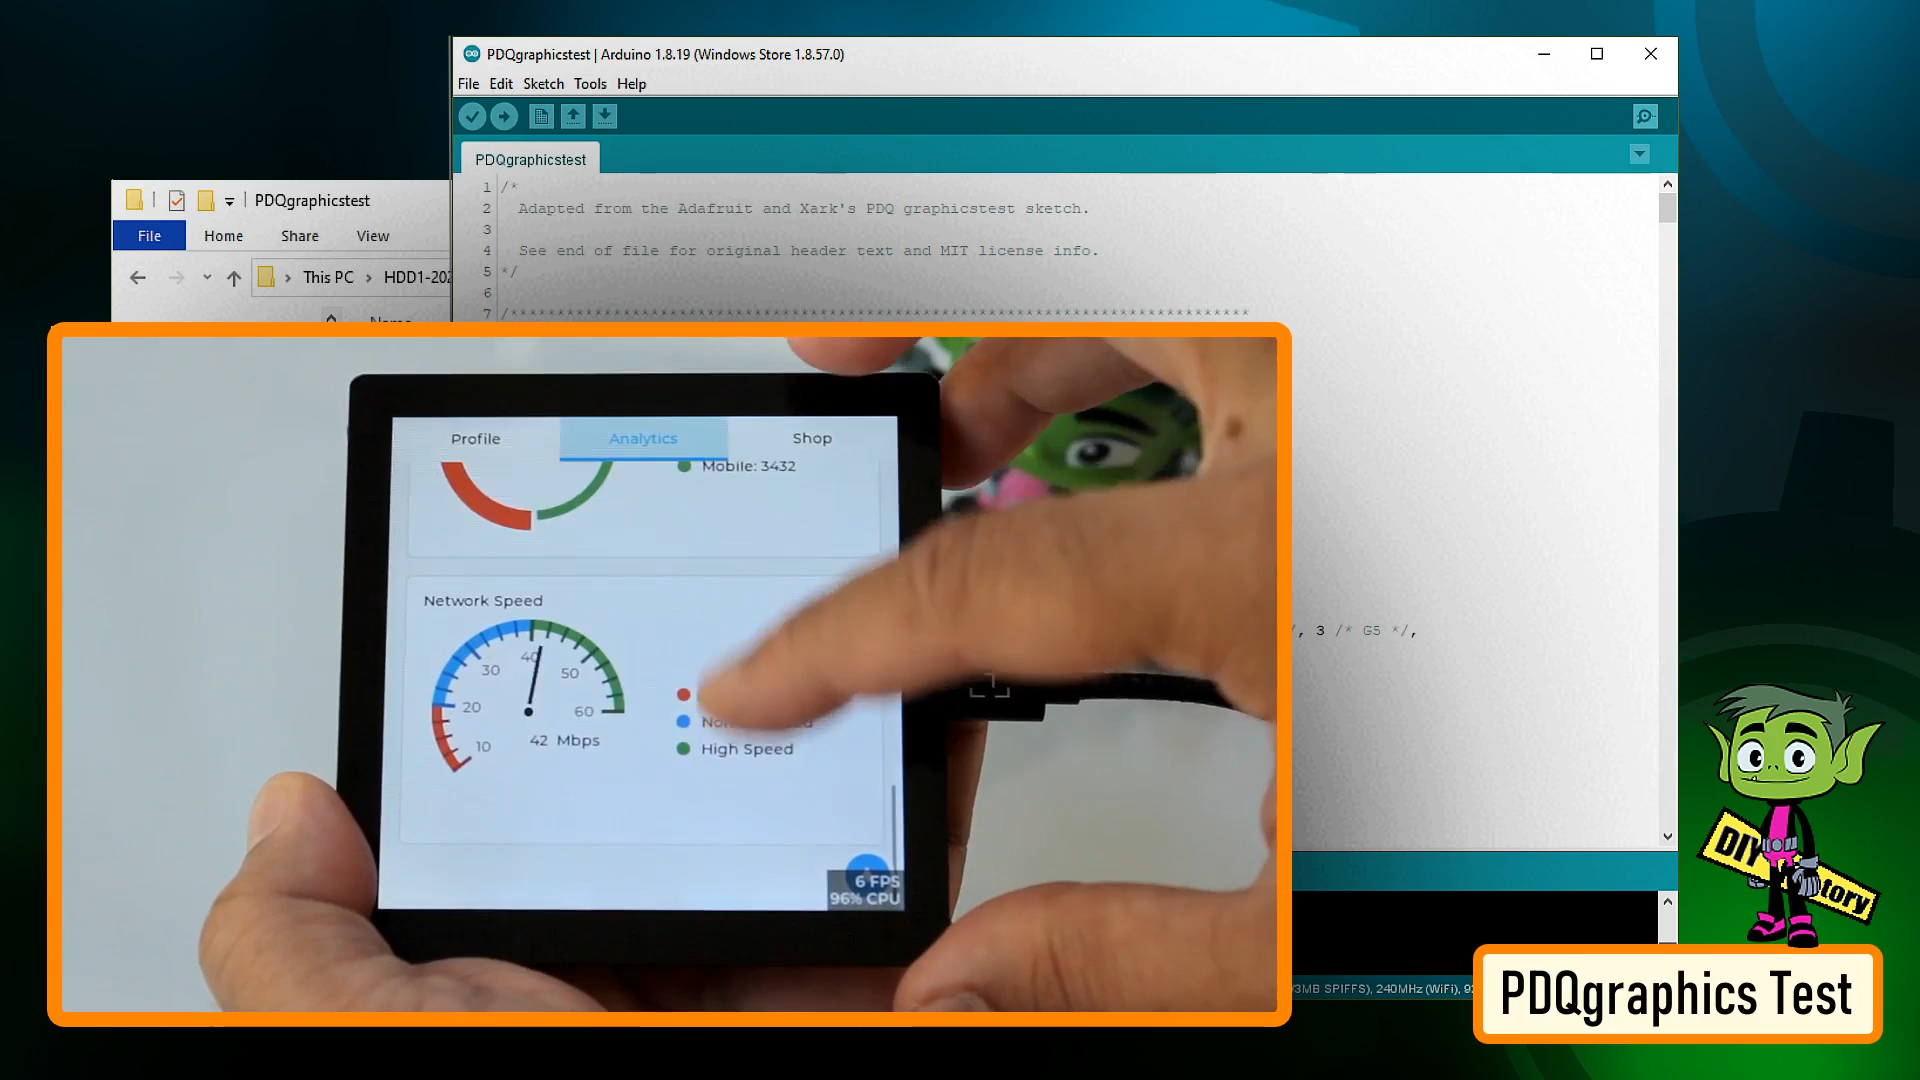 PDQgraphicstest | Arduino 1.8.19 (Windows Store 1.8.57.0)
File Edit Sketch Tools Help
PDQgraphicstest
1 /*
2 Adapted from the Adafruit and Xark's PDQ graphicstest sketch.
3
4 See end of file for original header text and MIT license info.
5 */
6
7 /*******************************************************************************
PDQgraphicstest
File Home Share View
This PC > HDD1-202
, 3 /* G5 */,
Profile Analytics Shop
Mobile: 3432
Network Speed
10 20 30 40 50 60
42 Mbps
High Speed
6 FPS
96% CPU
/3MB SPIFFS), 240MHz (WiFi),
DIY
tory
PDQgraphics Test